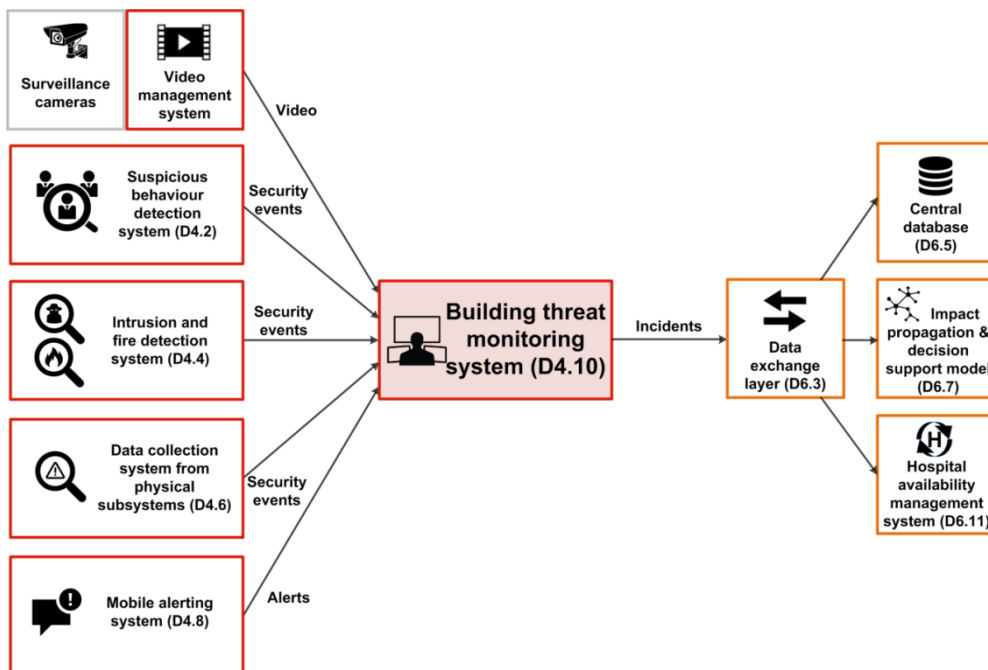 Surveillance
cameras
Video
management
system
Video
Suspicious
behaviour
detection
system (D4.2)
Security
events
Intrusion and
fire detection
system (D4.4)
Security
events
Data collection
system from
physical
subsystems (D4.6)
Security
events
Mobile alerting
system (D4.8)
Alerts
Building threat
monitoring
system (D4.10)
Incidents
Data
exchange
layer (D6.3)
Central
database
(D6.5)
Impact
propagation &
decision
support model
(D6.7)
H
Hospital
availability
management
system (D6.11)